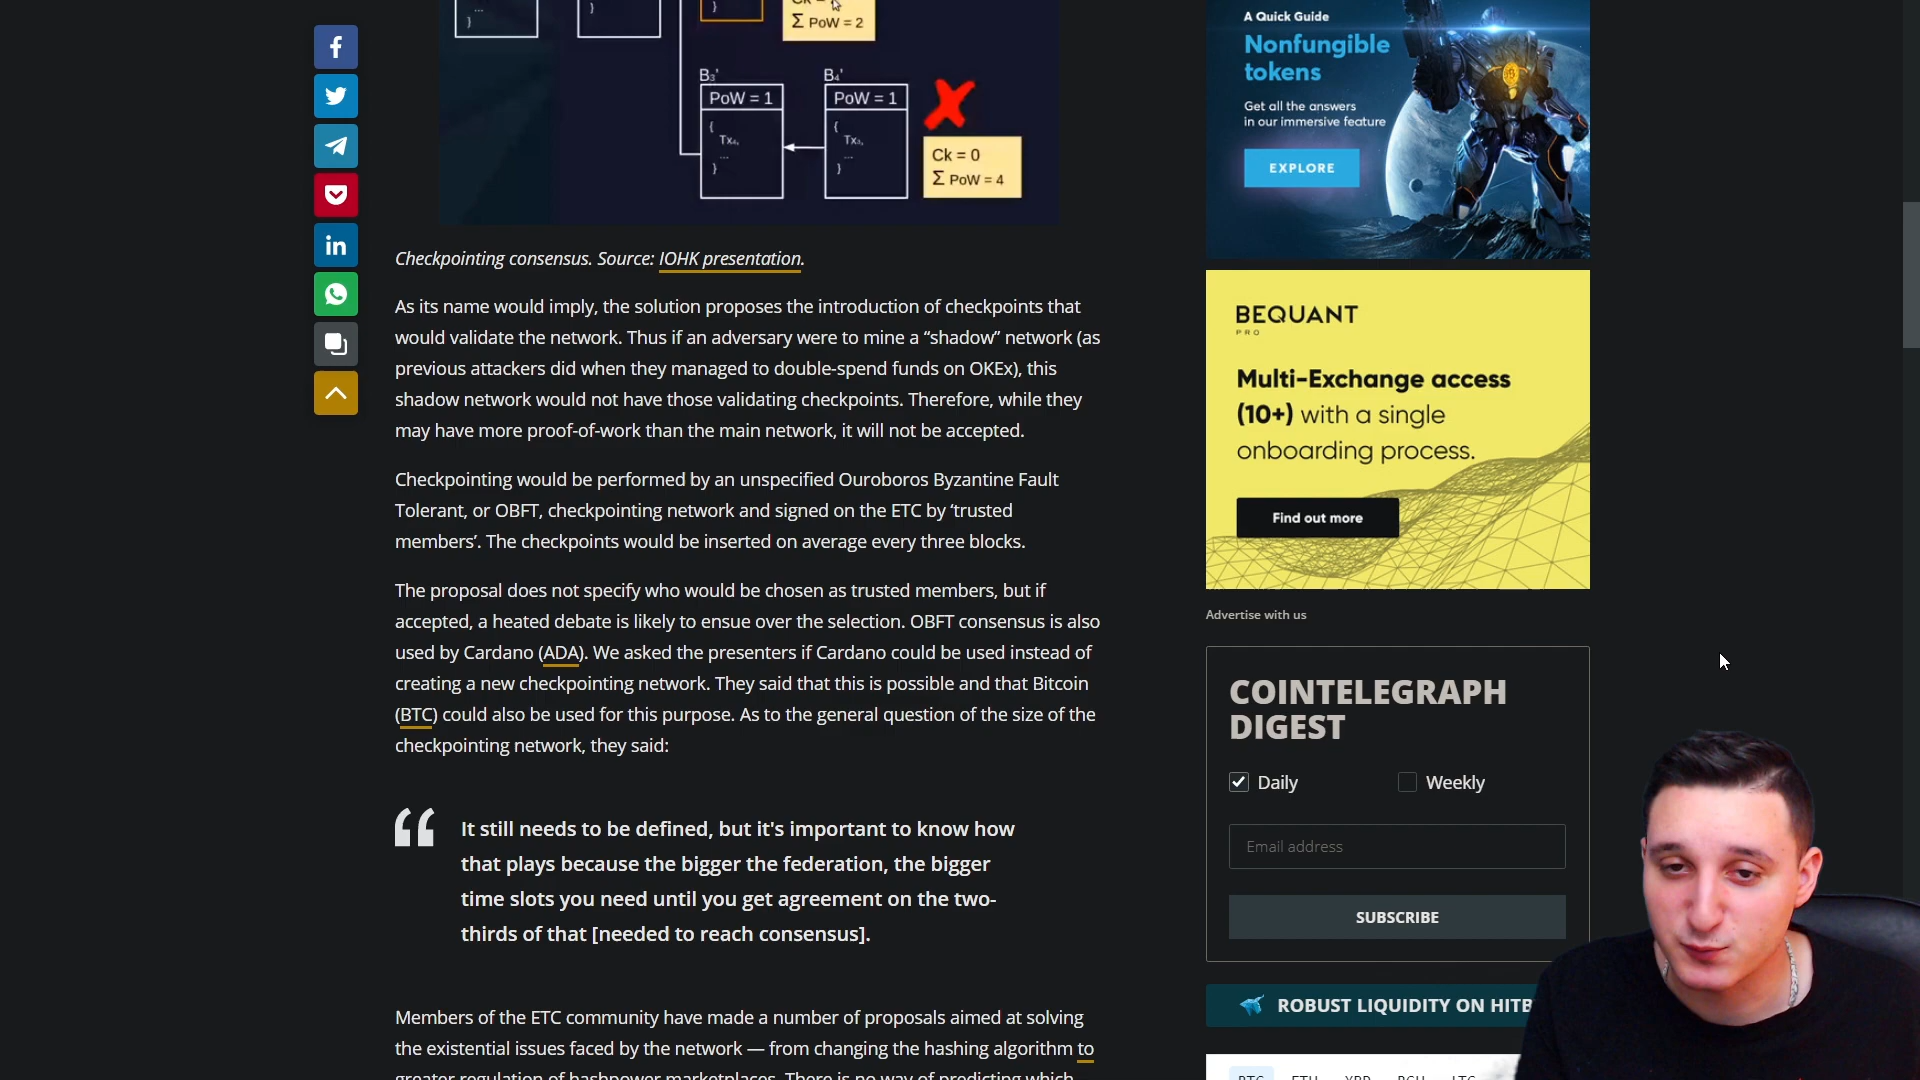 ...
}
}
}
Σ PoW = 2
B₃'
B₄'
PoW = 1
PoW = 1
{
Tx₄,
...
}
{
Tx₃,
...
}
Ck = 0
Σ PoW = 4
Checkpointing consensus. Source: IOHK presentation.
As its name would imply, the solution proposes the introduction of checkpoints that
would validate the network. Thus if an adversary were to mine a “shadow” network (as
previous attackers did when they managed to double-spend funds on OKEx), this
shadow network would not have those validating checkpoints. Therefore, while they
may have more proof-of-work than the main network, it will not be accepted.
Checkpointing would be performed by an unspecified Ouroboros Byzantine Fault
Tolerant, or OBFT, checkpointing network and signed on the ETC by ‘trusted
members’. The checkpoints would be inserted on average every three blocks.
The proposal does not specify who would be chosen as trusted members, but if
accepted, a heated debate is likely to ensue over the selection. OBFT consensus is also
used by Cardano (ADA). We asked the presenters if Cardano could be used instead of
creating a new checkpointing network. They said that this is possible and that Bitcoin
(BTC) could also be used for this purpose. As to the general question of the size of the
checkpointing network, they said:
“ It still needs to be defined, but it's important to know how
that plays because the bigger the federation, the bigger
time slots you need until you get agreement on the two-
thirds of that [needed to reach consensus].
Members of the ETC community have made a number of proposals aimed at solving
the existential issues faced by the network — from changing the hashing algorithm to
greater regulation of hashpower marketplaces. There is no way of predicting which
A Quick Guide
Nonfungible
tokens
Get all the answers
in our immersive feature
EXPLORE
BEQUANT
PRO
Multi-Exchange access
(10+) with a single
onboarding process.
Find out more
Advertise with us
COINTELEGRAPH
DIGEST
Daily
Weekly
Email address
SUBSCRIBE
ROBUST LIQUIDITY ON HITB
BTC ETH XRP BCH LTC